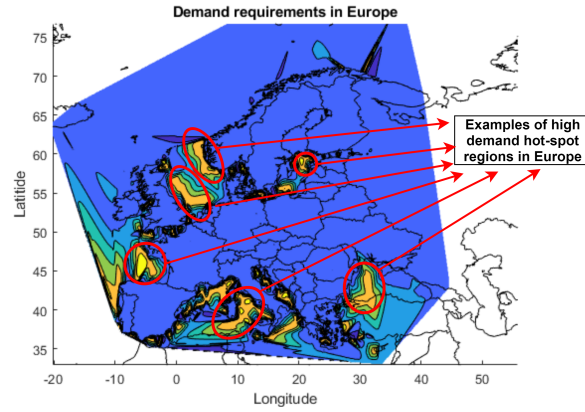 Demand requirements in Europe
75
70
65
60
55
50
45
40
35
Latitide
Examples of high
demand hot-spot
regions in Europe
-20
-10
0
10
20
30
40
50
Longitude